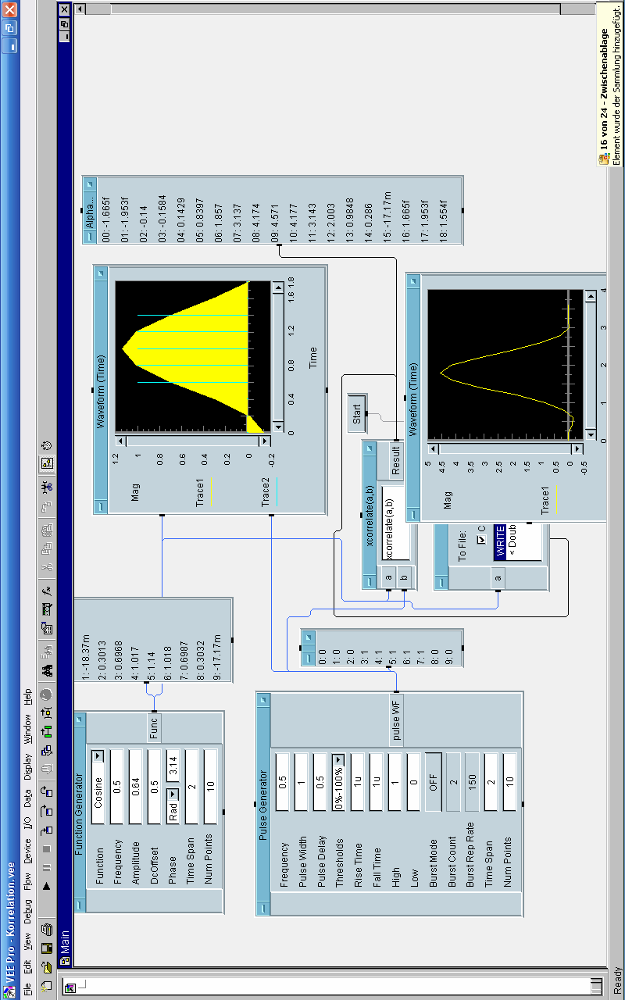 VEE Pro - Korrelation.vee
File Edit View Debug Flow Device I/O Data Display Window Help
Main
Function Generator
Function
Cosine
Frequency
0.5
Amplitude
0.64
DcOffset
0.5
Phase
Rad
3.14
Time Span
2
Num Points
10
Func
1: -18.37m
2: 0.3013
3: 0.6968
4: 1.017
5: 1.14
6: 1.018
7: 0.6987
8: 0.3032
9: -17.17m
Pulse Generator
Frequency
0.5
Pulse Width
1
Pulse Delay
0.5
Thresholds
0%-100%
Rise Time
1u
Fall Time
1u
High
1
Low
0
Burst Mode
OFF
Burst Count
2
Burst Rep Rate
150
Time Span
2
Num Points
10
pulse WF
0: 0
1: 0
2: 0
3: 1
4: 1
5: 1
6: 1
7: 1
8: 0
9: 0
Waveform (Time)
Mag
Trace1
Trace2
1.2
1
0.8
0.6
0.4
0.2
0
-0.2
0
0.4
0.8
1.2
1.6
1.8
Time
Start
xcorrelate(a,b)
a
b
xcorrelate(a,b)
Result
To File:
C
a
WRITE
< Doub
Waveform (Time)
Mag
Trace1
5
4.5
4
3.5
3
2.5
2
1.5
1
0.5
0
-0.5
0
1
2
3
4
Alpha...
00: -1.665f
01: -1.953f
02: -0.14
03: -0.1584
04: 0.1429
05: 0.8397
06: 1.857
07: 3.137
08: 4.174
09: 4.571
10: 4.177
11: 3.143
12: 2.003
13: 0.9848
14: 0.286
15: -17.17m
16: 1.665f
17: 1.953f
18: 1.554f
16 von 24 - Zwischenablage
Element wurde der Sammlung hinzugefügt.
Ready